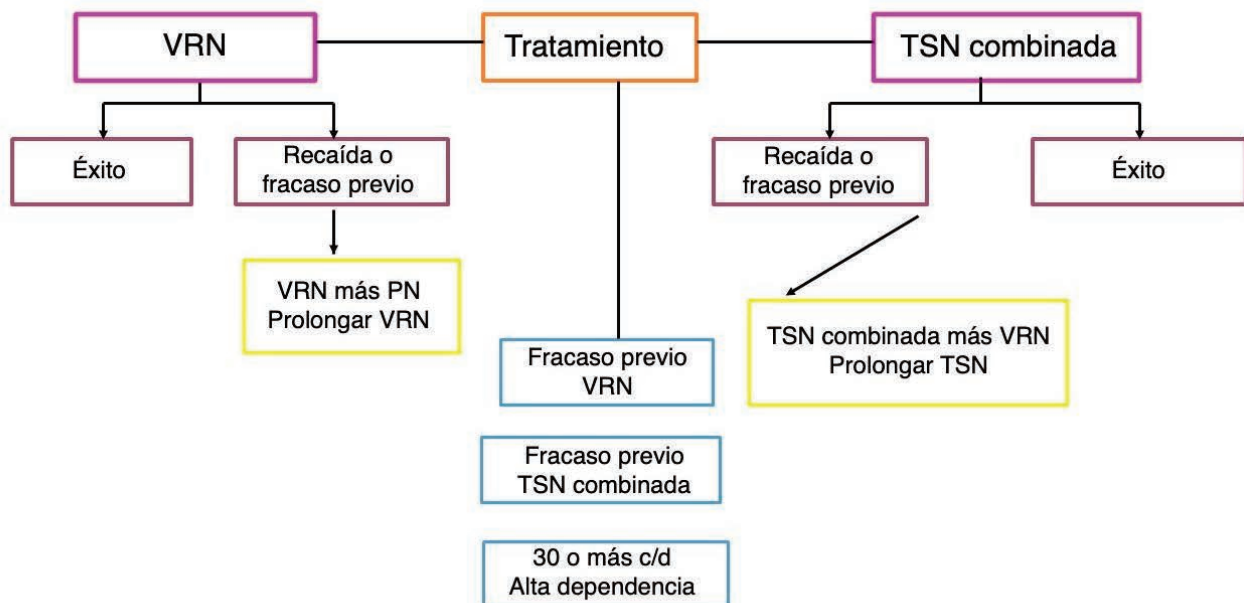 VRN
Tratamiento
TSN combinada
Éxito
Recaída o
fracaso previo
Recaída o
fracaso previo
Éxito
VRN más PN
Prolongar VRN
TSN combinada más VRN
Prolongar TSN
Fracaso previo
VRN
Fracaso previo
TSN combinada
30 o más c/d
Alta dependencia